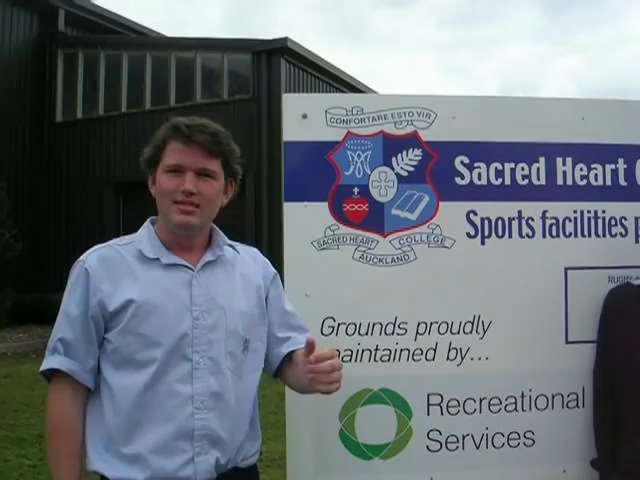 CONFORTARE ESTO VIR
Sacred Heart
Sports facilities
SACRED HEART COLLEGE
AUCKLAND
Grounds proudly
maintained by...
Recreational
Services